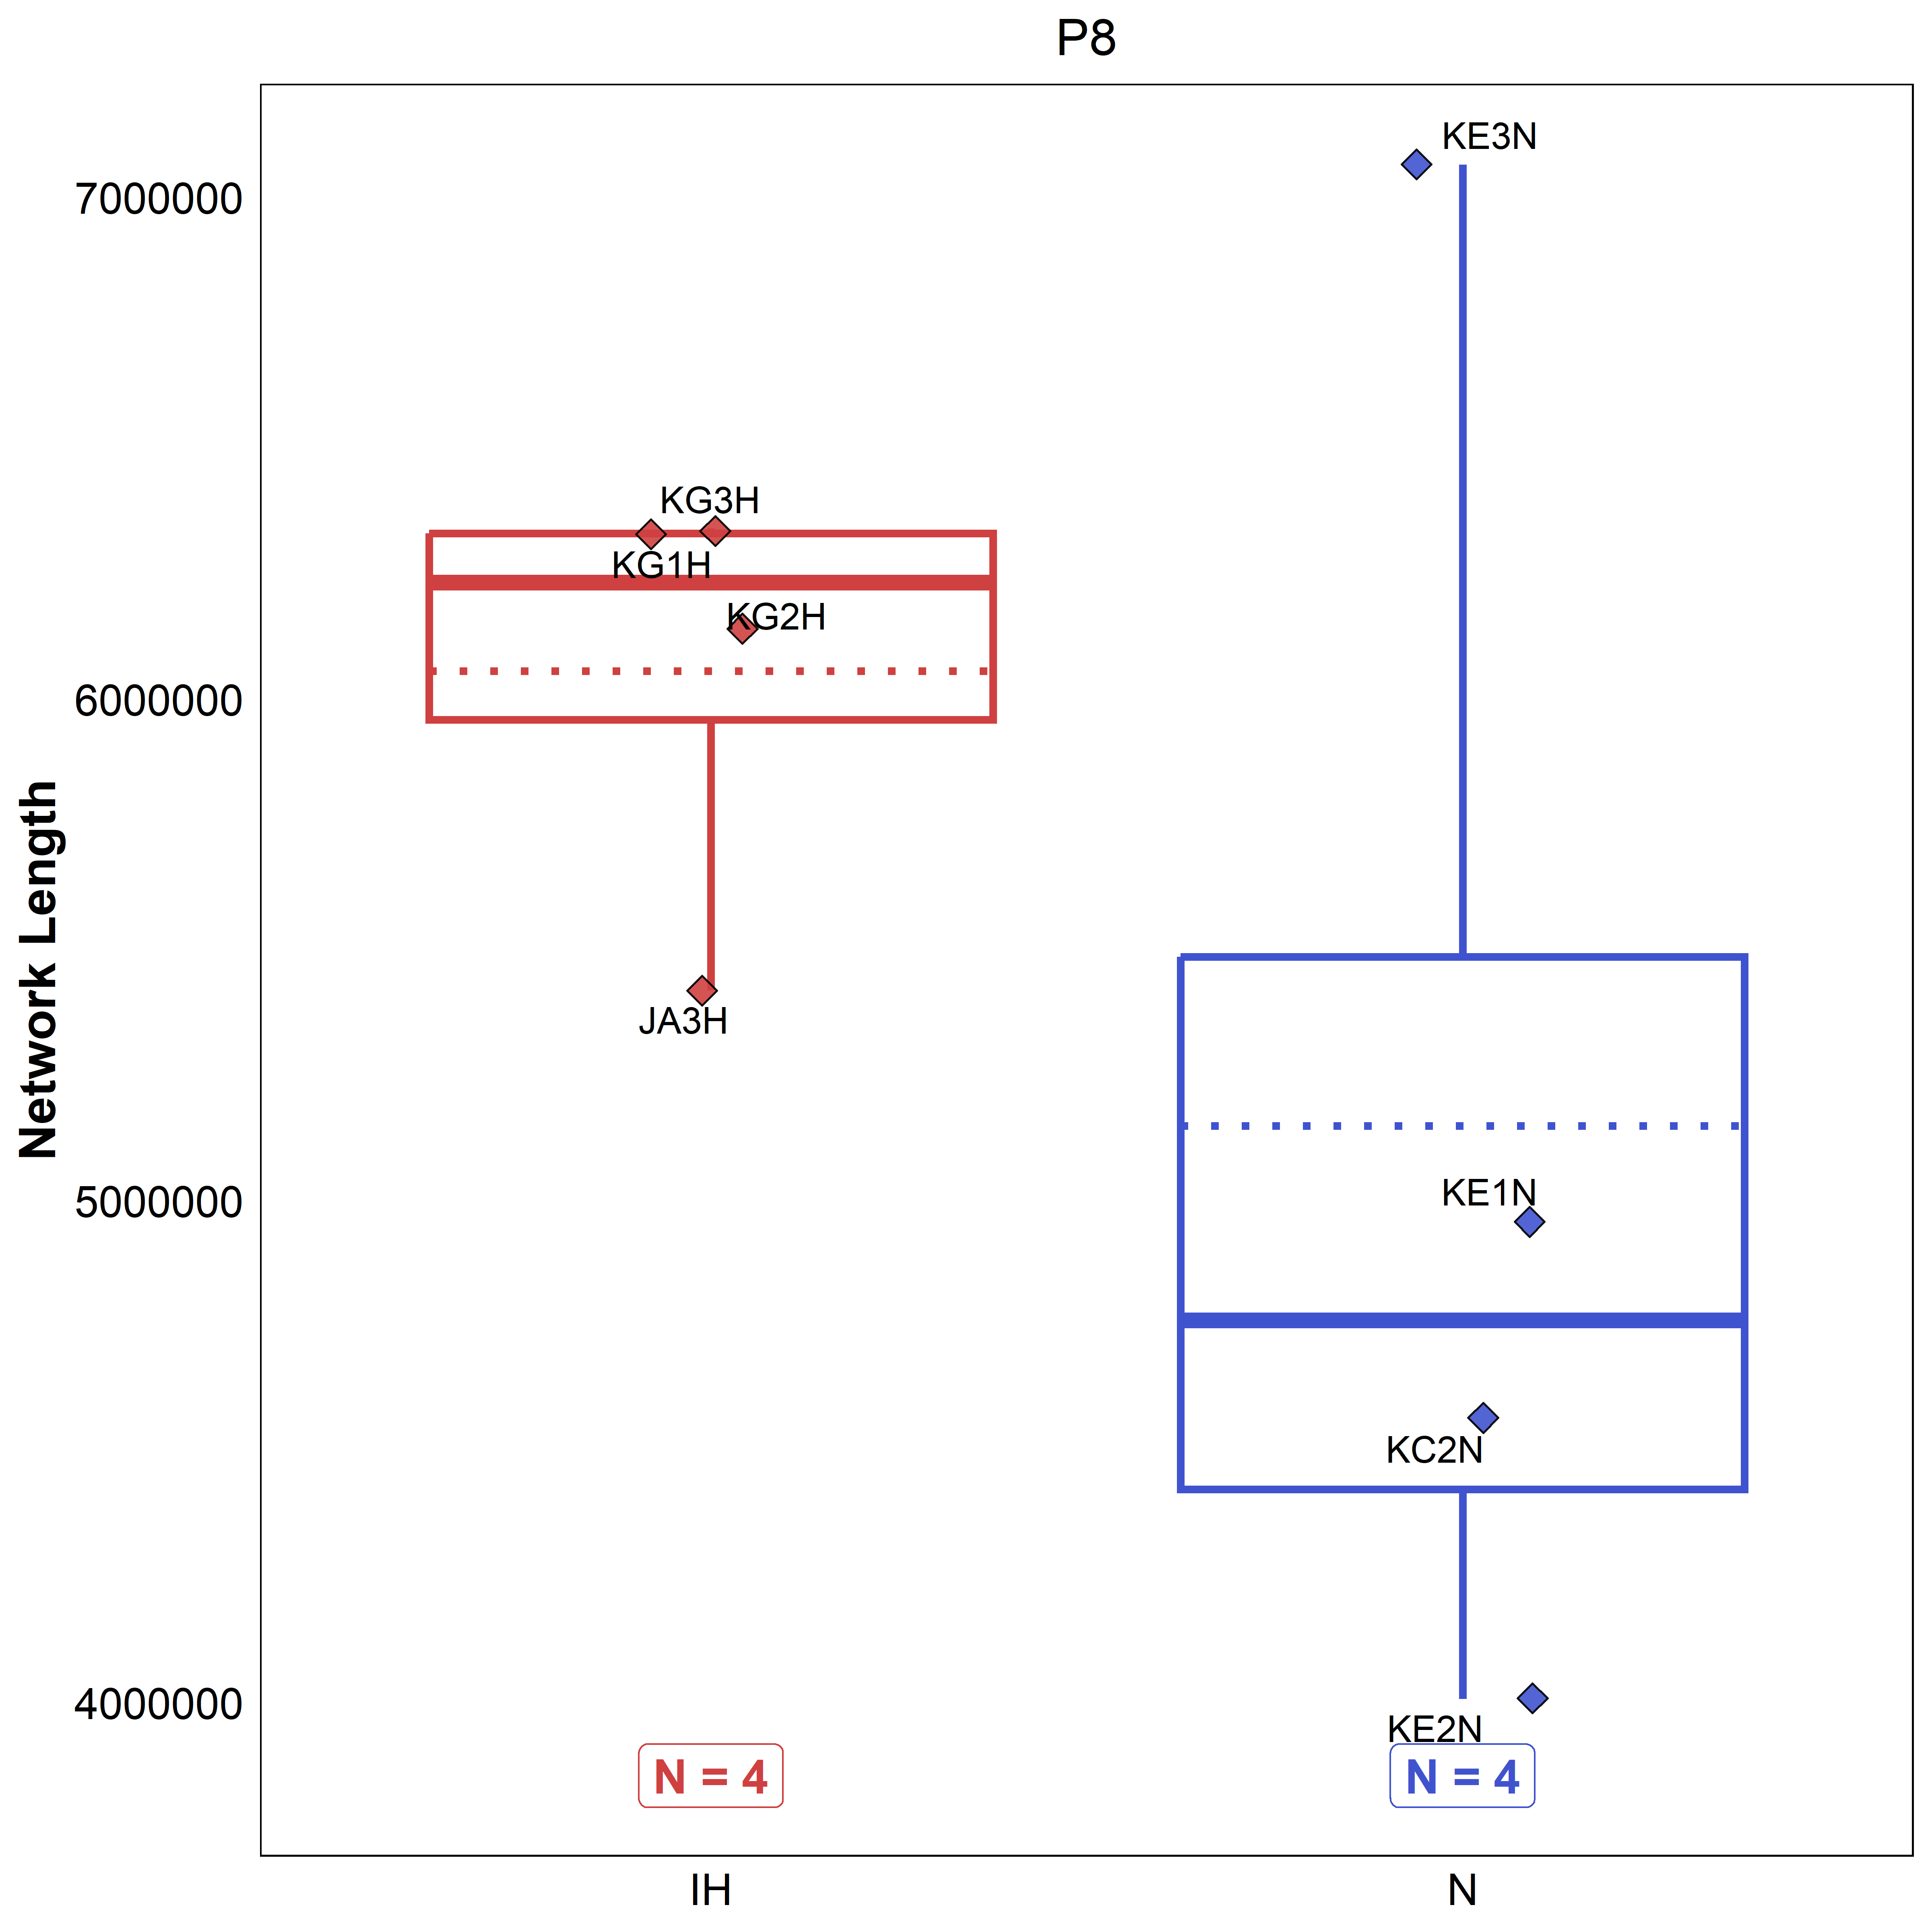 P8
Network Length
7000000
6000000
5000000
4000000
KE3N
KG3H
KG1H
KG2H
JA3H
KE1N
KC2N
KE2N
N = 4
N = 4
IH
N